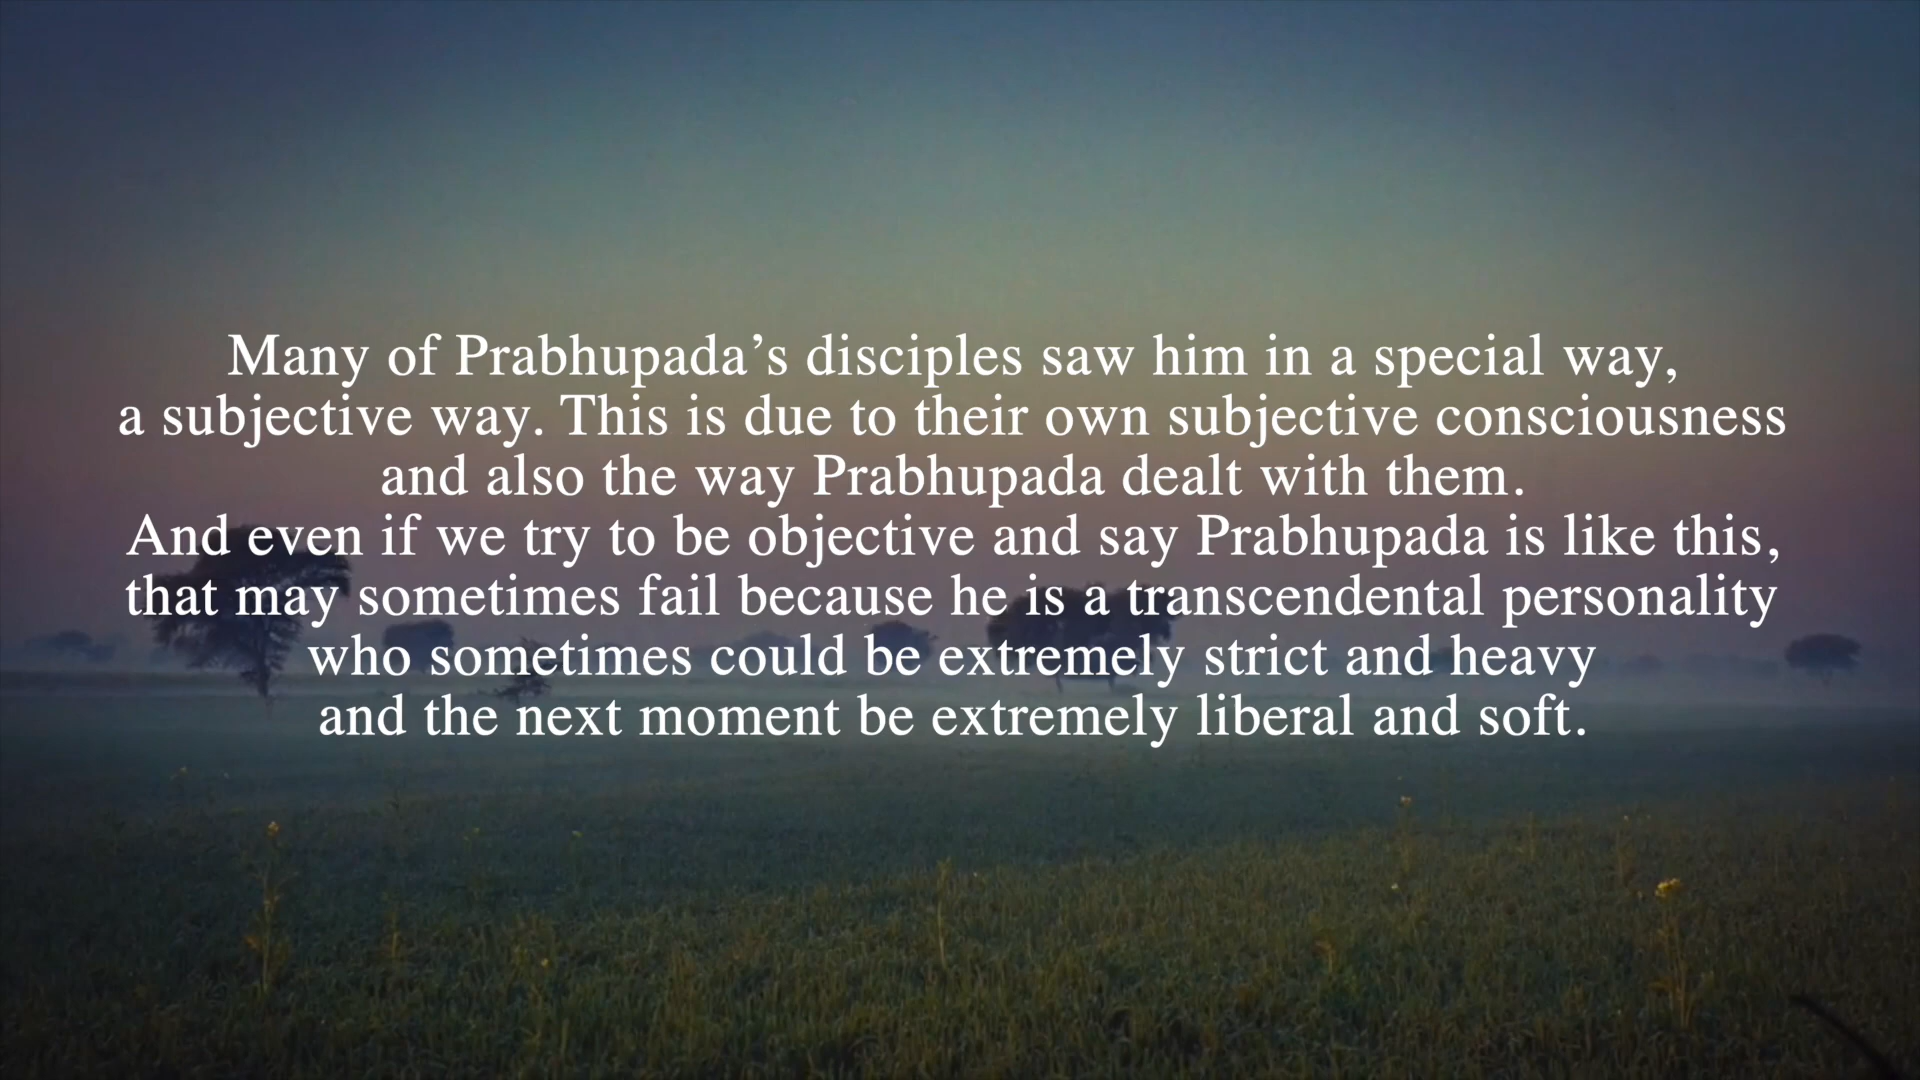 Many of Prabhupada’s disciples saw him in a special way,
a subjective way. This is due to their own subjective consciousness
and also the way Prabhupada dealt with them.
And even if we try to be objective and say Prabhupada is like this,
that may sometimes fail because he is a transcendental personality
who sometimes could be extremely strict and heavy
and the next moment be extremely liberal and soft.